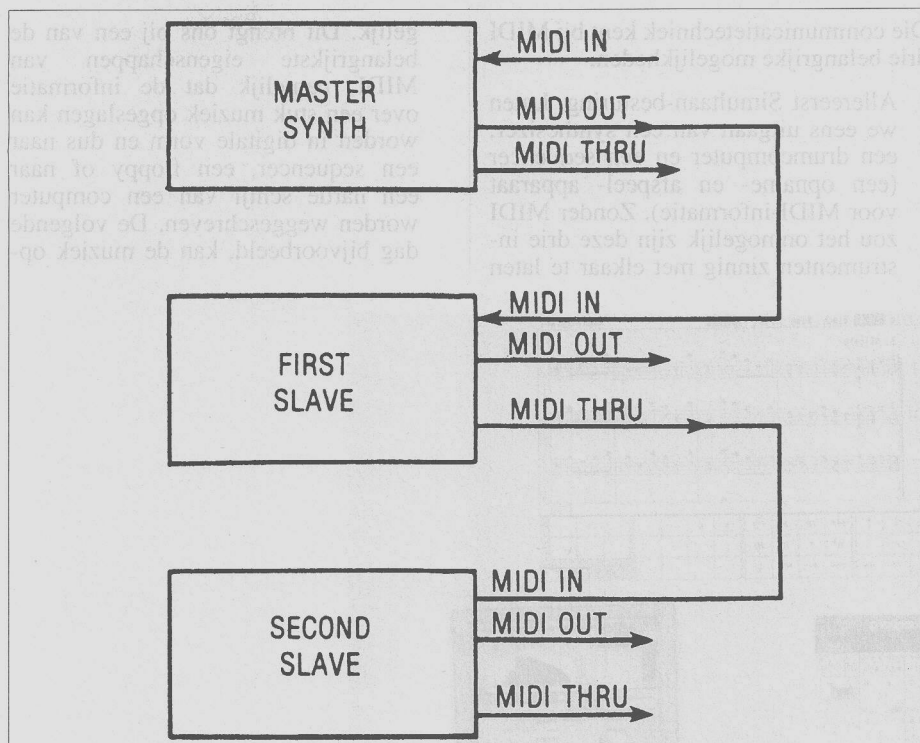 MASTER
SYNTH
MIDI IN
MIDI OUT
MIDI THRU
FIRST
SLAVE
MIDI IN
MIDI OUT
MIDI THRU
SECOND
SLAVE
MIDI IN
MIDI OUT
MIDI THRU
Die communicatietechniek kent bij MIDI
drie belangrijke mogelijkheden.
Allereerst Simultaan-besturing. Laten
we eens uitgaan van een synthesizer,
een drumcomputer en een sequencer
(een opname- en afspeel- apparaat
voor MIDI-informatie). Zonder MIDI
zou het onmogelijk zijn deze drie in-
strumenten zinnig met elkaar te laten
gelijk. Dit brengt ons bij een van de
belangrijkste eigenschappen van
MIDI, namelijk dat de informatie
over een stuk muziek opgeslagen kan
worden in digitale vorm en dus naar
een sequencer, een floppy of naar
een harde schijf van een computer
worden weggeschreven. De volgende
dag bijvoorbeeld, kan de muziek op-